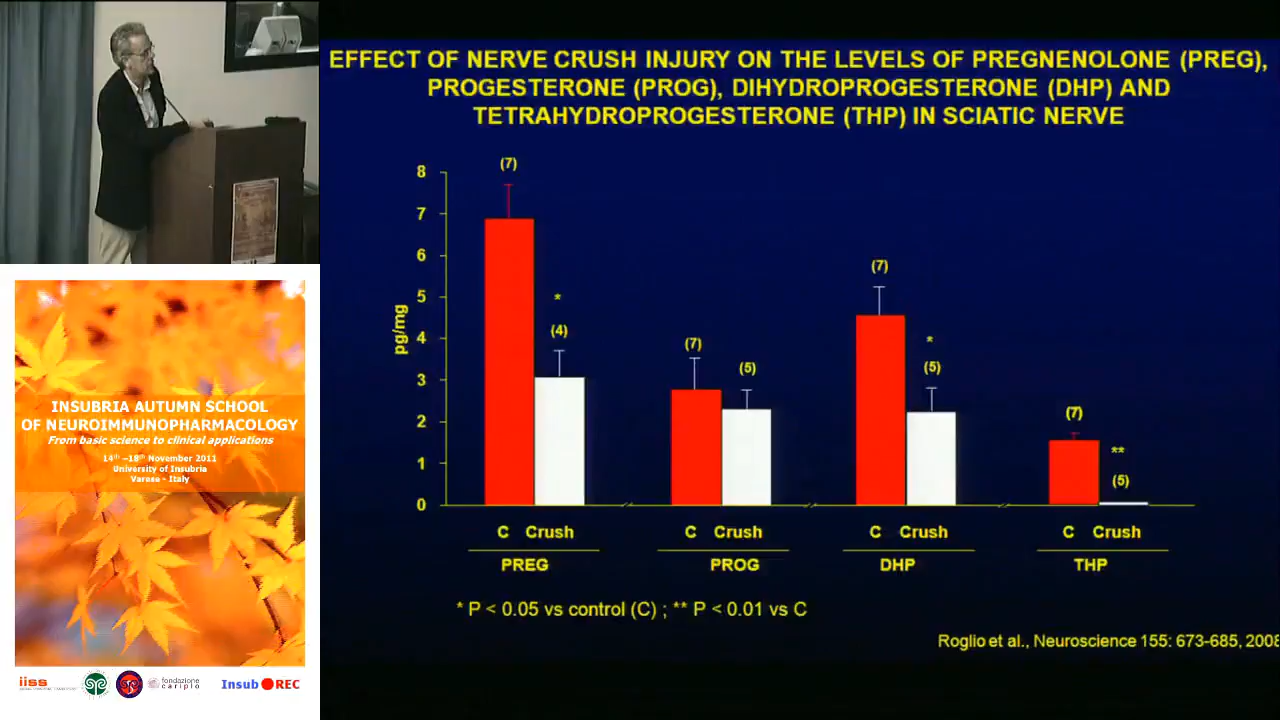 EFFECT OF NERVE CRUSH INJURY ON THE LEVELS OF PREGNENOLONE (PREG),
PROGESTERONE (PROG), DIHYDROPROGESTERONE (DHP) AND
TETRAHYDROPROGESTERONE (THP) IN SCIATIC NERVE
8
7
6
5
4
3
2
1
0
pg/mg
(7)
*
(4)
(7)
(5)
(7)
*
(5)
(7)
**
(5)
C Crush
C Crush
C Crush
C Crush
PREG
PROG
DHP
THP
* P < 0.05 vs control (C) ; ** P < 0.01 vs C
Roglio et al., Neuroscience 155: 673-685, 2008
INSUBRIA AUTUMN SCHOOL
OF NEUROIMMUNOPHARMACOLOGY
From basic science to clinical applications
14th -18th November 2011
University of Insubria
Varese - Italy
iiss
fondazione
cariplo
Insub REC